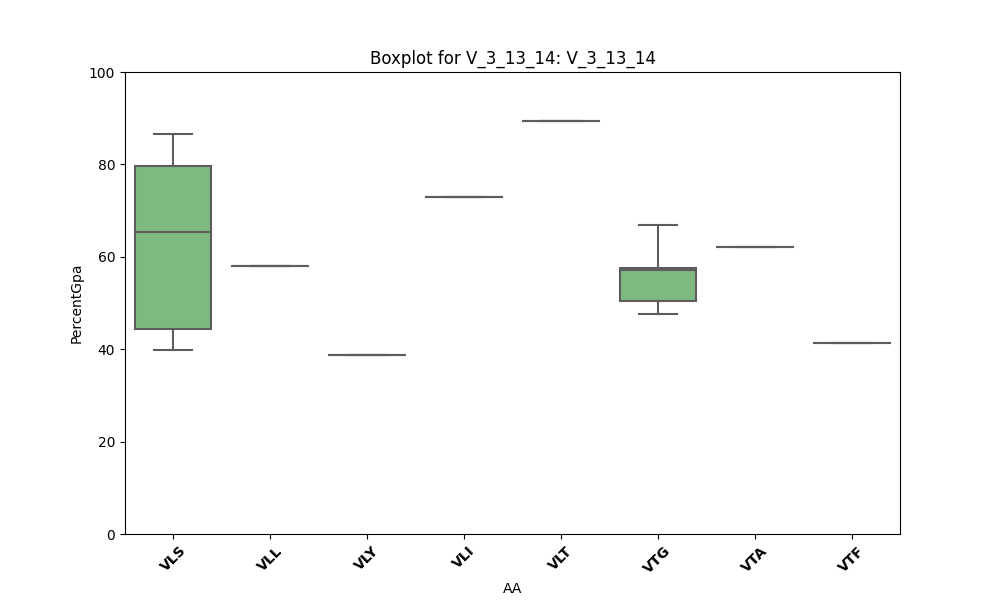 Boxplot for V_3_13_14: V_3_13_14
100
80
60
40
20
0
PercentGpa
VLS
VLL
VLY
VLI
VLT
VTG
VTA
VTF
AA